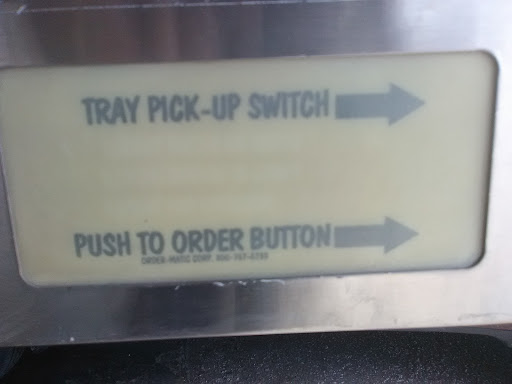 TRAY PICK-UP SWITCH
PUSH TO ORDER BUTTON
ORDER-MATIC CORP.